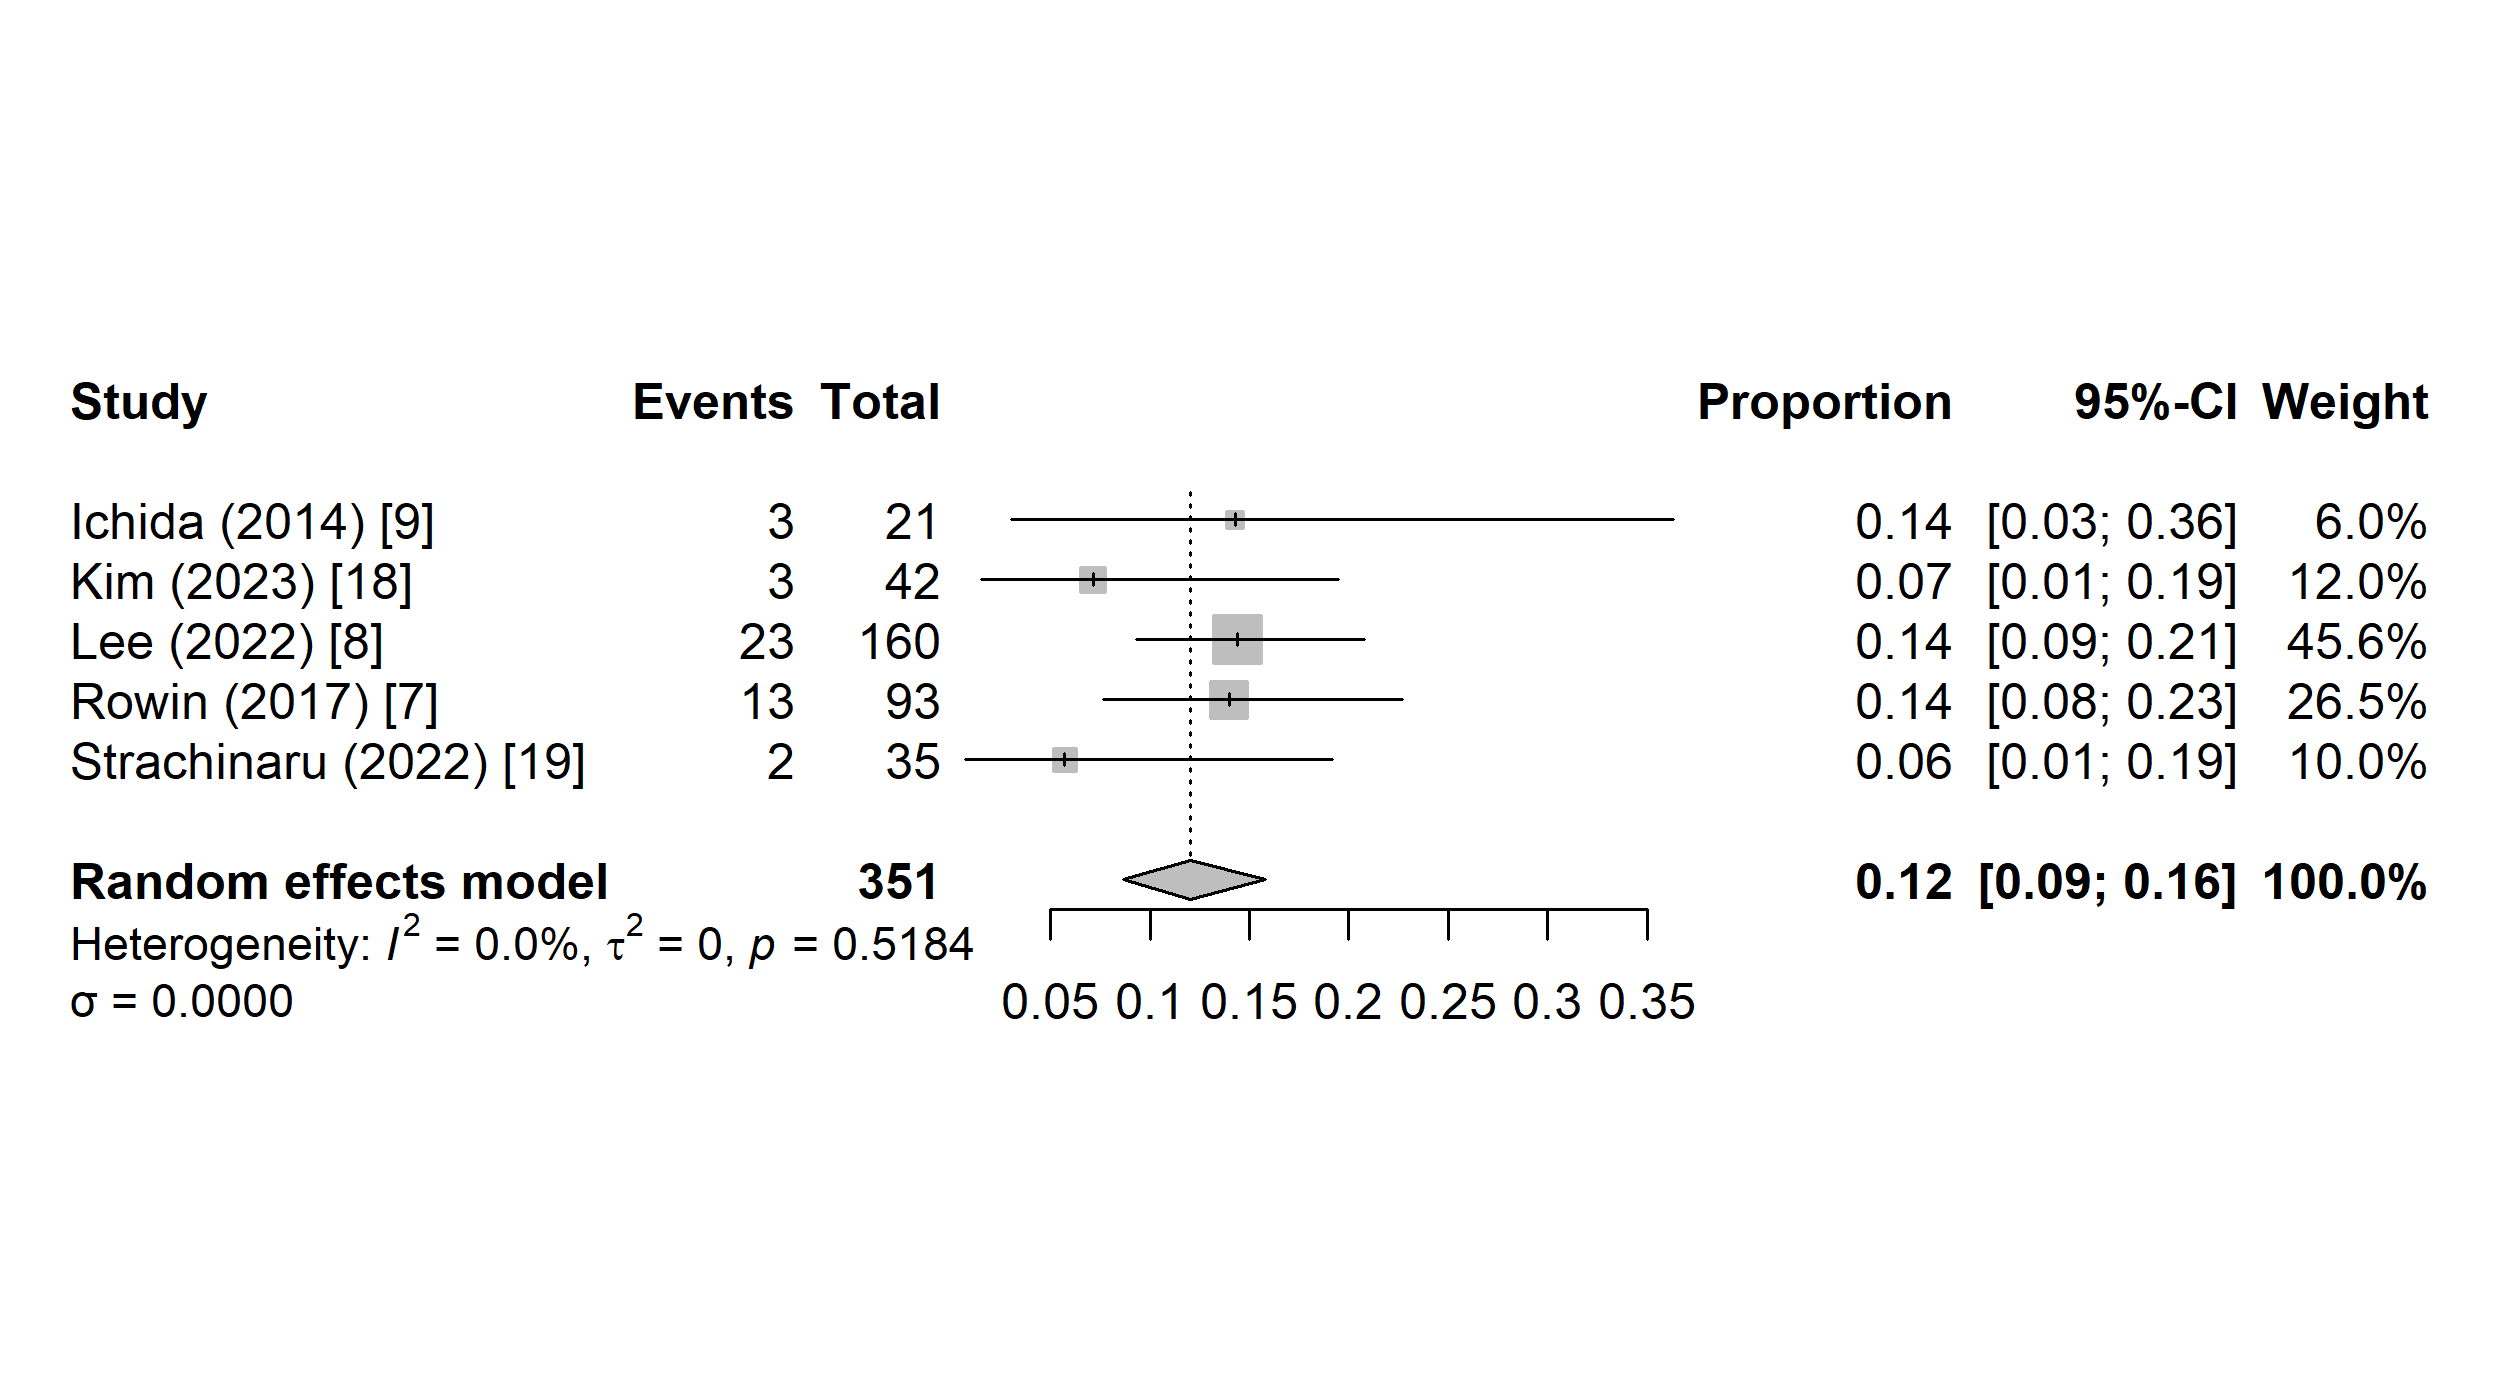 Study Events Total Proportion 95%-CI Weight
Ichida (2014) [9] 3 21 0.14 [0.03; 0.36] 6.0%
Kim (2023) [18] 3 42 0.07 [0.01; 0.19] 12.0%
Lee (2022) [8] 23 160 0.14 [0.09; 0.21] 45.6%
Rowin (2017) [7] 13 93 0.14 [0.08; 0.23] 26.5%
Strachinaru (2022) [19] 2 35 0.06 [0.01; 0.19] 10.0%
Random effects model 351 0.12 [0.09; 0.16] 100.0%
Heterogeneity: I² = 0.0%, τ² = 0, p = 0.5184
σ = 0.0000 0.05 0.1 0.15 0.2 0.25 0.3 0.35